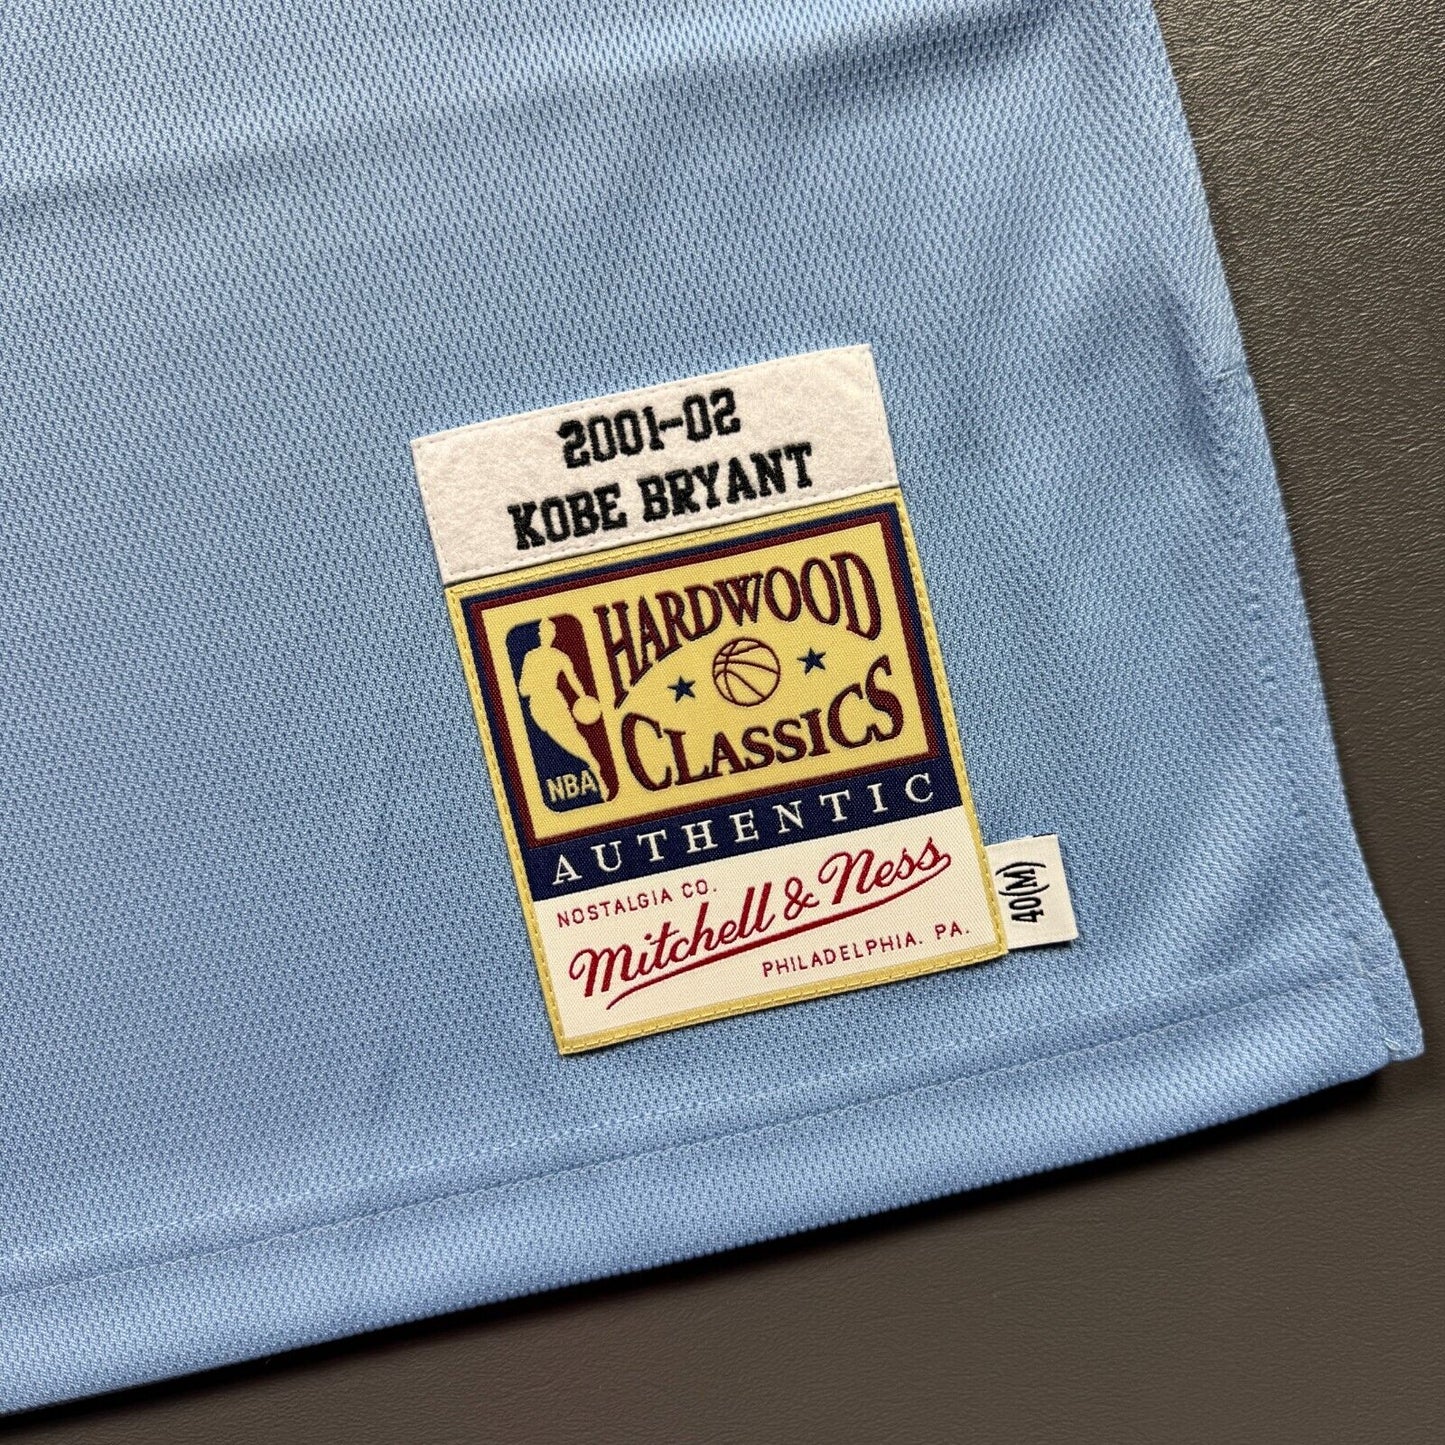 2001-02
KOBE BRYANT
HARDWOOD
CLASSICS
NBA
AUTHENTIC
NOSTALGIA CO.
Mitchell & Ness
PHILADELPHIA. PA.
40(M)